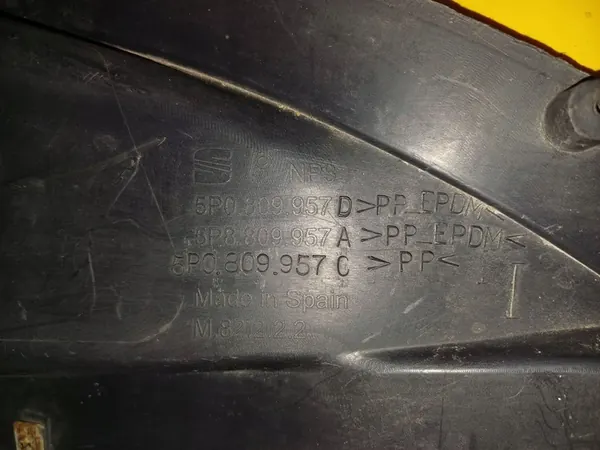 NPS
5P0.809.957 D >PP_EPDM<
5P8.809.957 A >PP_EPDM<
5P0.809.957 C >PP<
Made in Spain